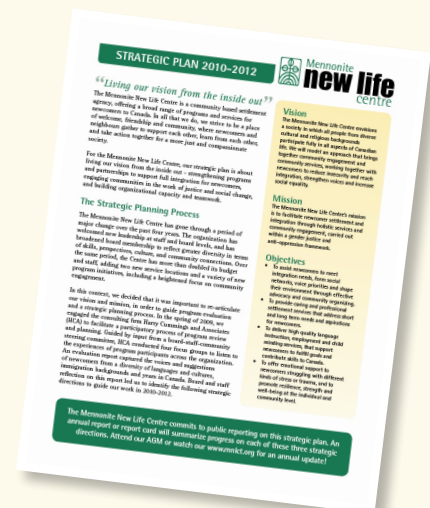 STRATEGIC PLAN 2010–2012
Mennonite
new life
centre
“Living our vision from the inside out”
The Mennonite New Life Centre is a community based settlement
agency, offering a broad range of programs and services for
newcomers to Canada. In all that we do, we strive to be a place
of welcome, friendship and community, where newcomers and
neighbours gather to support each other, learn from each other,
and take action together for a more just and compassionate
society.
For the Mennonite New Life Centre, our strategic plan is about
living our vision from the inside out – strengthening programs
and partnerships to support full integration for newcomers,
engaging communities in the work of justice and social change,
and building organizational capacity and teamwork.
The Strategic Planning Process
The Mennonite New Life Centre has gone through a period of
major change over the past four years. The organization has
welcomed new leadership at staff and board levels, and has
broadened board membership to reflect greater diversity in terms
of skills, perspectives, culture, and community connections. Over
the same period, the Centre has more than doubled its budget
and staff, adding two new service locations and a variety of new
program initiatives, including a heightened focus on community
engagement.
In this context, we decided that it was important to re-articulate
our vision and mission, in order to guide program evaluation
and a strategic planning process. In the spring of 2009, we
engaged the consulting firm Harry Cummings and Associates
(HCA) to facilitate a participatory process of program review
and planning. Guided by input from a board-staff-community
steering committee, HCA conducted four focus groups to listen to
the experiences of program participants across the organization.
An evaluation report captured the voices and suggestions
of newcomers from a diversity of languages and cultures,
immigration backgrounds and years in Canada. Board and staff
reflection on this report led us to identify the following strategic
directions to guide our work in 2010-2012.
Vision
The Mennonite New Life Centre envisions
a society in which all people from diverse
cultural and religious backgrounds
participate fully in all aspects of Canadian
life. We will model an approach that brings
together community engagement and
community services, working together with
newcomers to reduce insecurity and reach
integration, strengthen voices and increase
social equality.
Mission
The Mennonite New Life Centre's mission
is to facilitate newcomer settlement and
integration through holistic services and
community engagement, carried out
within a gender justice and
anti-oppression framework.
Objectives
• To assist newcomers to meet
integration needs, form social
networks, voice priorities and shape
their environment through effective
advocacy and community organizing.
• To provide caring and professional
settlement services that address short
and long term needs and aspirations
for newcomers.
• To deliver high quality language
instruction, employment and child
minding services, that support
newcomers to fulfill goals and
contribute skills to Canada.
• To offer emotional support to
newcomers struggling with different
kinds of stress or trauma, and to
promote resilience, strength and
well-being at the individual and
community level.
The Mennonite New Life Centre commits to public reporting on this strategic plan. An
annual report or report card will summarize progress on each of these three strategic
directions. Attend our AGM or watch our www.mnlct.org for an annual update!